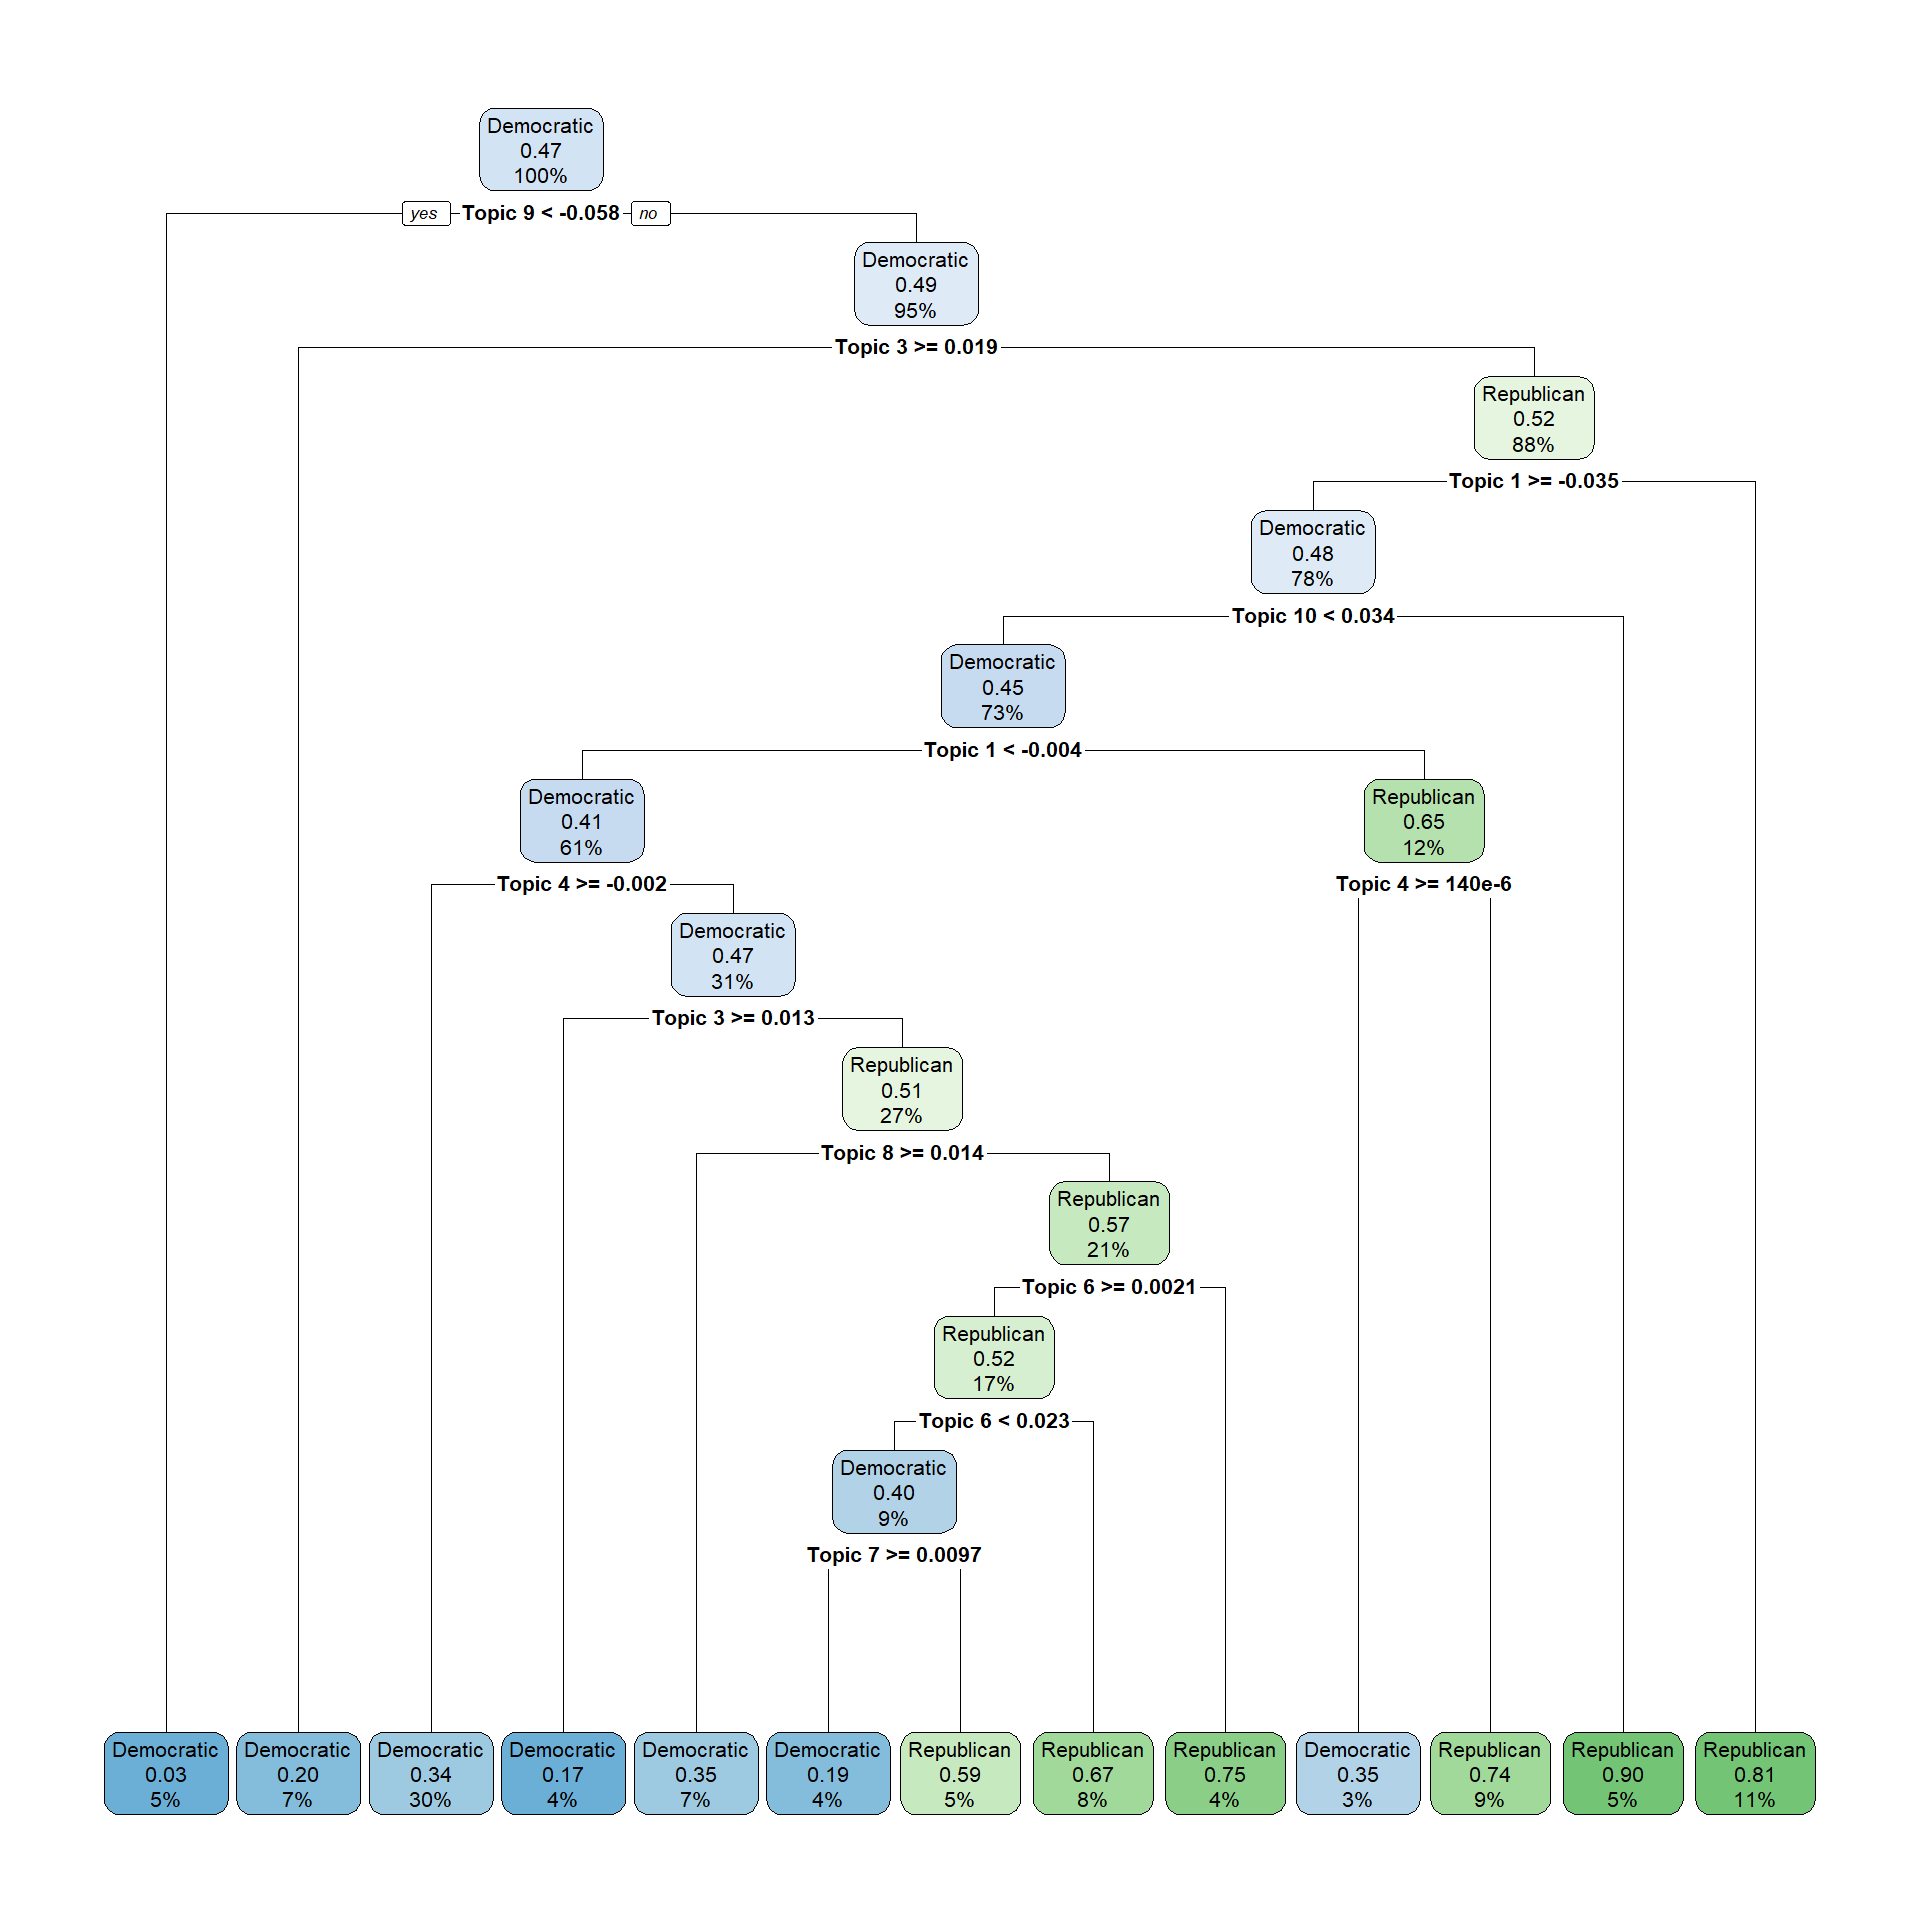 Democratic
0.47
100%
yes Topic 9 < -0.058 no
Democratic
0.49
95%
Topic 3 >= 0.019
Republican
0.52
88%
Topic 1 >= -0.035
Democratic
0.48
78%
Topic 10 < 0.034
Democratic
0.45
73%
Topic 1 < -0.004
Democratic
0.41
61%
Republican
0.65
12%
Topic 4 >= -0.002
Topic 4 >= 140e-6
Democratic
0.47
31%
Topic 3 >= 0.013
Republican
0.51
27%
Topic 8 >= 0.014
Republican
0.57
21%
Topic 6 >= 0.0021
Republican
0.52
17%
Topic 6 < 0.023
Democratic
0.40
9%
Topic 7 >= 0.0097
Democratic
0.03
5%
Democratic
0.20
7%
Democratic
0.34
30%
Democratic
0.17
4%
Democratic
0.35
7%
Democratic
0.19
4%
Republican
0.59
5%
Republican
0.67
8%
Republican
0.75
4%
Democratic
0.35
3%
Republican
0.74
9%
Republican
0.90
5%
Republican
0.81
11%